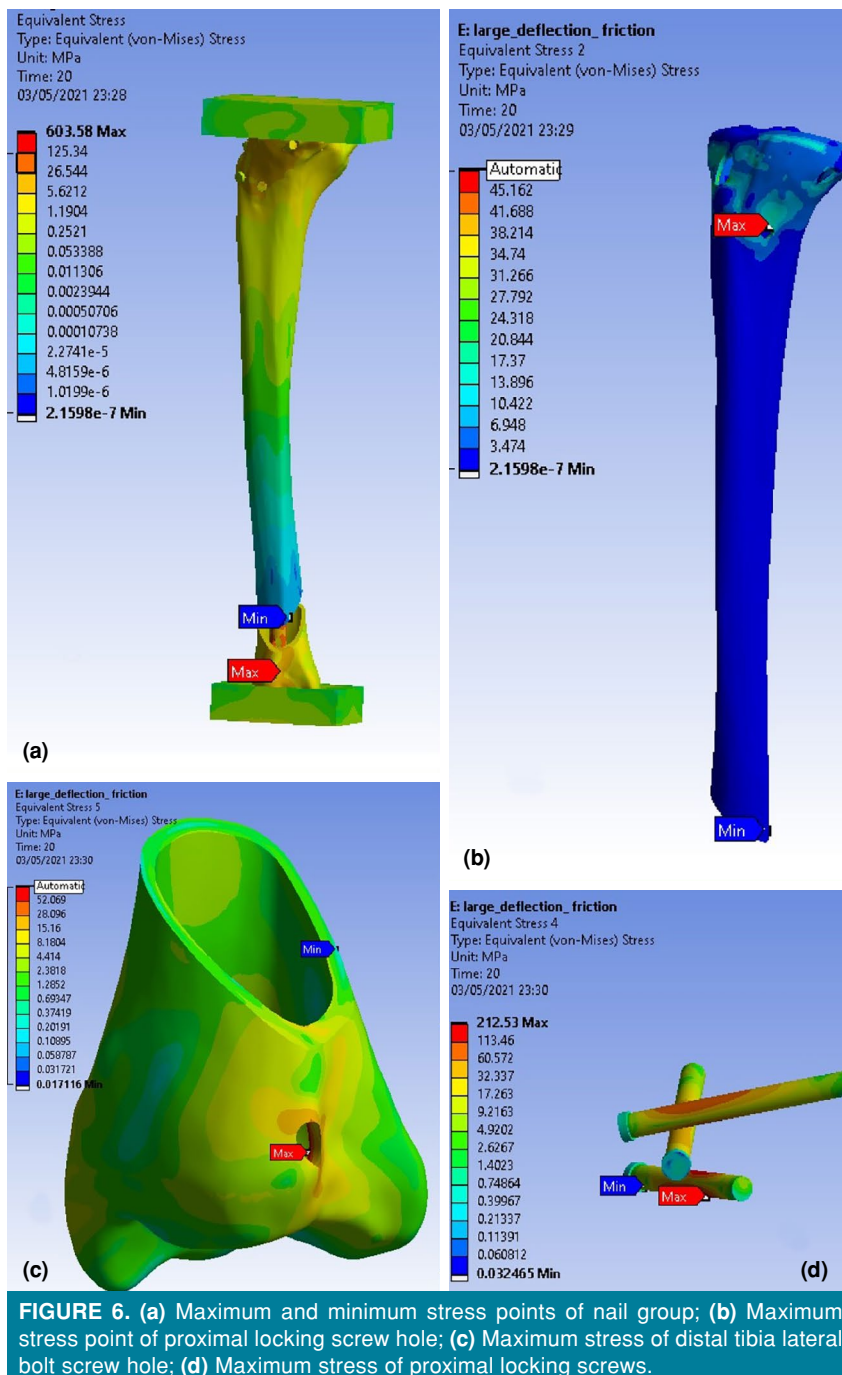 Equivalent Stress
Type: Equivalent (von-Mises) Stress
Unit: MPa
Time: 20
03/05/2021 23:28
603.58 Max
125.34
26.544
5.6212
1.1904
0.2521
0.053388
0.011306
0.0023944
0.00050706
0.00010738
2.2741e-5
4.8159e-6
1.0199e-6
2.1598e-7 Min
Min
Max
(a)
E: large_deflection_ friction
Equivalent Stress 2
Type: Equivalent (von-Mises) Stress
Unit: MPa
Time: 20
03/05/2021 23:29
Automatic
45.162
41.688
38.214
34.74
31.266
27.792
24.318
20.844
17.37
13.896
10.422
6.948
3.474
2.1598e-7 Min
Max
Min
(b)
E: large_deflection_ friction
Equivalent Stress 5
Type: Equivalent (von-Mises) Stress
Unit: MPa
Time: 20
03/05/2021 23:30
Automatic
52.069
28.096
15.16
8.1804
4.414
2.3818
1.2852
0.69347
0.37419
0.20191
0.10895
0.058787
0.031721
0.017116 Min
Min
Max
(c)
E: large_deflection_ friction
Equivalent Stress 4
Type: Equivalent (von-Mises) Stress
Unit: MPa
Time: 20
03/05/2021 23:30
212.53 Max
113.46
60.572
32.337
17.263
9.2163
4.9202
2.6267
1.4023
0.74864
0.39967
0.21337
0.11391
0.060812
0.032465 Min
Min
Max
(d)
FIGURE 6. (a) Maximum and minimum stress points of nail group; (b) Maximum
stress point of proximal locking screw hole; (c) Maximum stress of distal tibia lateral
bolt screw hole; (d) Maximum stress of proximal locking screws.